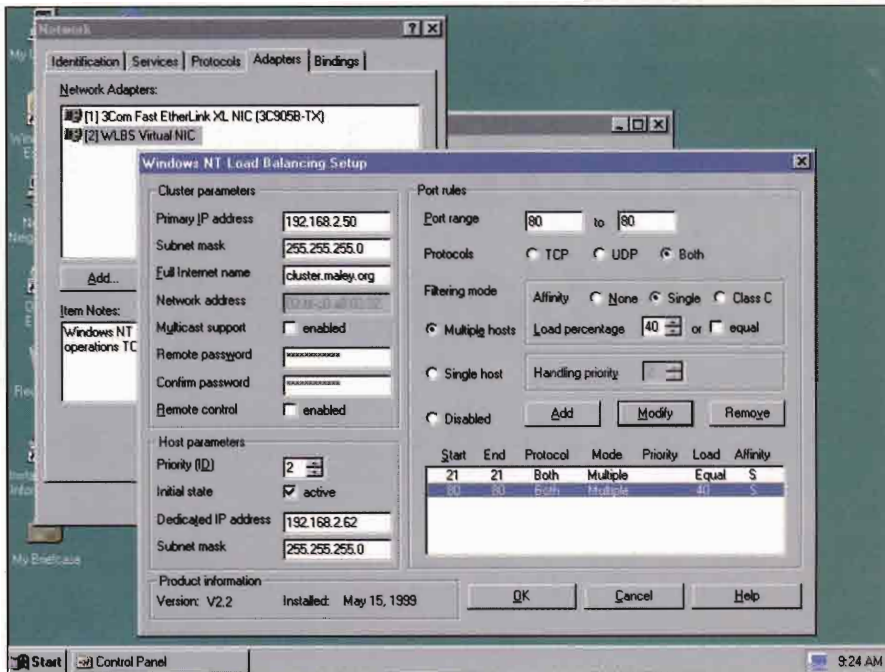 Network
Identification Services Protocols Adapters Bindings
Network Adapters:
[1] 3Com Fast EtherLink XL NIC (3C905B-TX)
[2] WLBS Virtual NIC
Add...
Item Notes:
Windows NT
operations TC
Windows NT Load Balancing Setup
Cluster parameters
Primary IP address 192.168.2.50
Subnet mask 255.255.255.0
Full Internet name cluster.maley.org
Network address
Multicast support enabled
Remote password xxxxxxxxxxxx
Confirm password xxxxxxxxxxxx
Remote control enabled
Host parameters
Priority (ID) 2
Initial state active
Dedicated IP address 192.168.2.62
Subnet mask 255.255.255.0
Product information
Version: V2.2 Installed: May 15, 1999
Port rules
Port range 80 to 80
Protocols TCP UDP Both
Filtering mode
Affinity None Single Class C
Multiple hosts Load percentage 40 or equal
Single host Handling priority
Disabled Add Modify Remove
Start End Protocol Mode Priority Load Affinity
21 21 Both Multiple Equal S
80 80 Both Multiple 40 S
OK Cancel Help
My Briefcase
Start Control Panel 9:24 AM